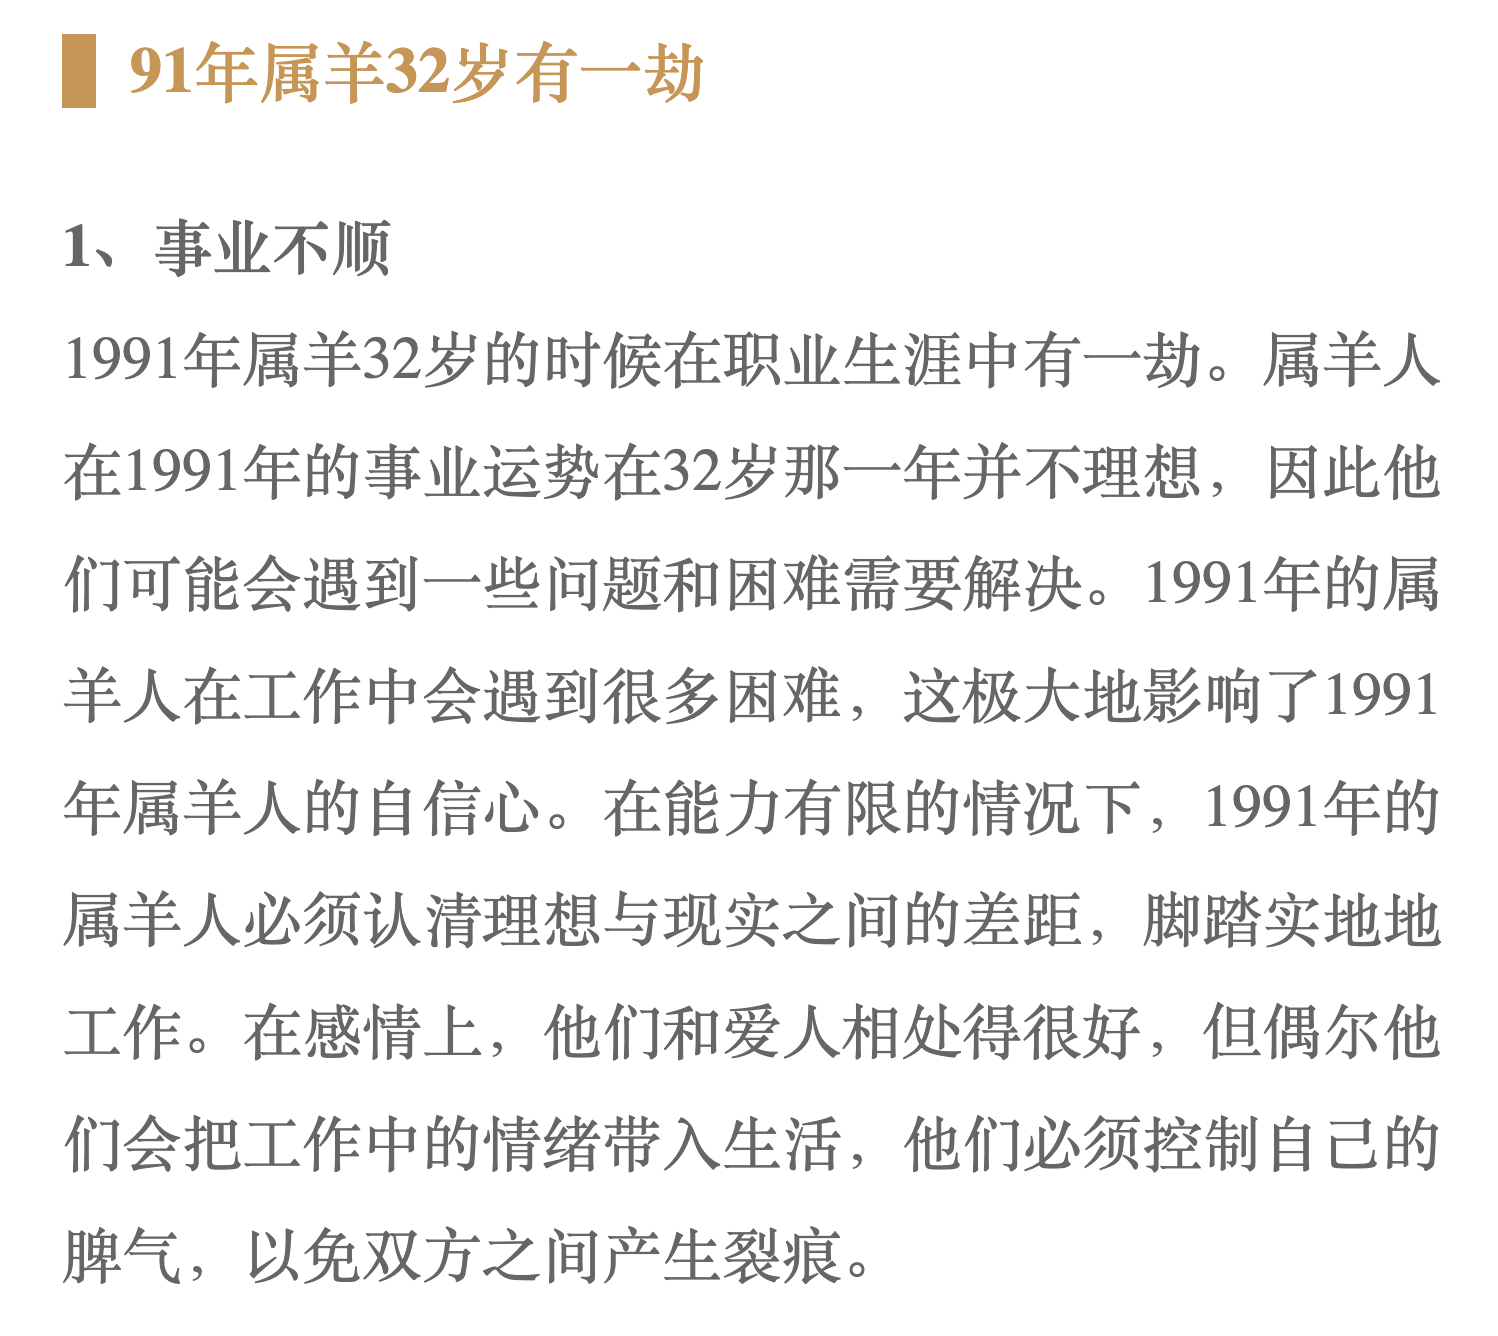 91年属羊32岁有一劫
1、事业不顺
1991年属羊32岁的时候在职业生涯中有一劫。属羊人
在1991年的事业运势在32岁那一年并不理想，因此他
们可能会遇到一些问题和困难需要解决。1991年的属
羊人在工作中会遇到很多困难，这极大地影响了1991
年属羊人的自信心。在能力有限的情况下，1991年的
属羊人必须认清理想与现实之间的差距，脚踏实地地
工作。在感情上，他们和爱人相处得很好，但偶尔他
们会把工作中的情绪带入生活，他们必须控制自己的
脾气，以免双方之间产生裂痕。